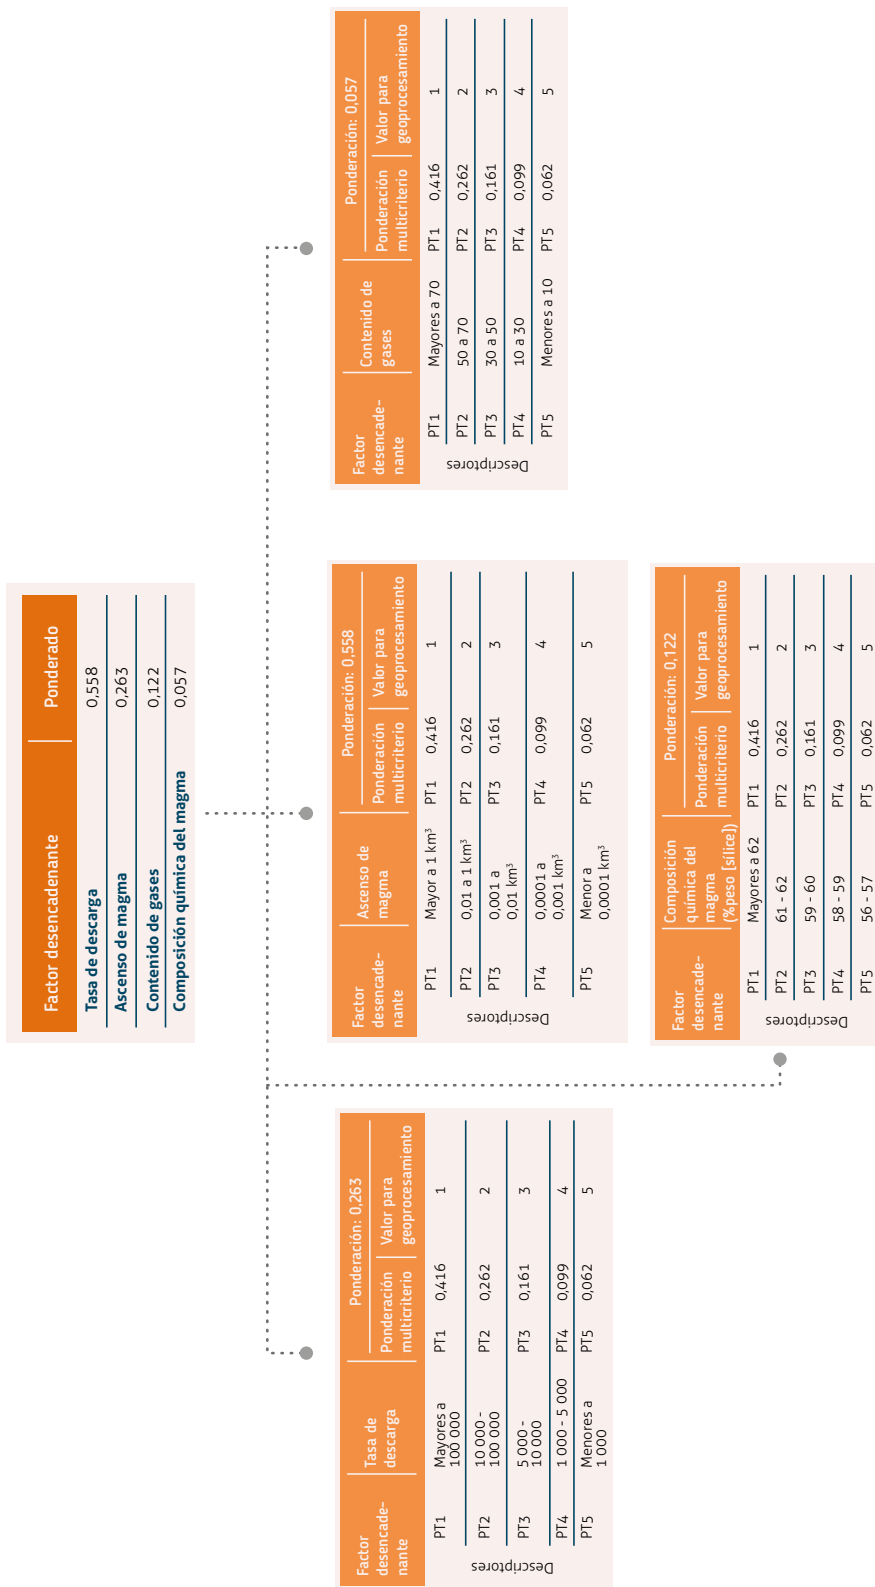 Factor desencadenante Ponderado
Tasa de descarga 0,558
Ascenso de magma 0,263
Contenido de gases 0,122
Composición química del magma 0,057
Factor
desencade-
nante
Tasa de
descarga
Ponderación: 0,263
Ponderación
multicriterio
Valor para
geoprocesamiento
Descriptores
PT1 Mayores a
100 000 PT1 0,416 1
PT2 10 000 -
100 000 PT2 0,262 2
PT3 5 000 -
10 000 PT3 0,161 3
PT4 1 000 - 5 000 PT4 0,099 4
PT5 Menores a
1 000 PT5 0,062 5
Factor
desencade-
nante
Ascenso de
magma
Ponderación: 0,558
Ponderación
multicriterio
Valor para
geoprocesamiento
Descriptores
PT1 Mayor a 1 km³ PT1 0,416 1
PT2 0,01 a 1 km³ PT2 0,262 2
PT3 0,001 a
0,01 km³ PT3 0,161 3
PT4 0,0001 a
0,001 km³ PT4 0,099 4
PT5 Menor a
0,0001 km³ PT5 0,062 5
Factor
desencade-
nante
Contenido de
gases
Ponderación: 0,057
Ponderación
multicriterio
Valor para
geoprocesamiento
Descriptores
PT1 Mayores a 70 PT1 0,416 1
PT2 50 a 70 PT2 0,262 2
PT3 30 a 50 PT3 0,161 3
PT4 10 a 30 PT4 0,099 4
PT5 Menores a 10 PT5 0,062 5
Factor
desencade-
nante
Composición
química del
magma
(%peso [sílice])
Ponderación: 0,122
Ponderación
multicriterio
Valor para
geoprocesamiento
Descriptores
PT1 Mayores a 62 PT1 0,416 1
PT2 61 - 62 PT2 0,262 2
PT3 59 - 60 PT3 0,161 3
PT4 58 - 59 PT4 0,099 4
PT5 56 - 57 PT5 0,062 5